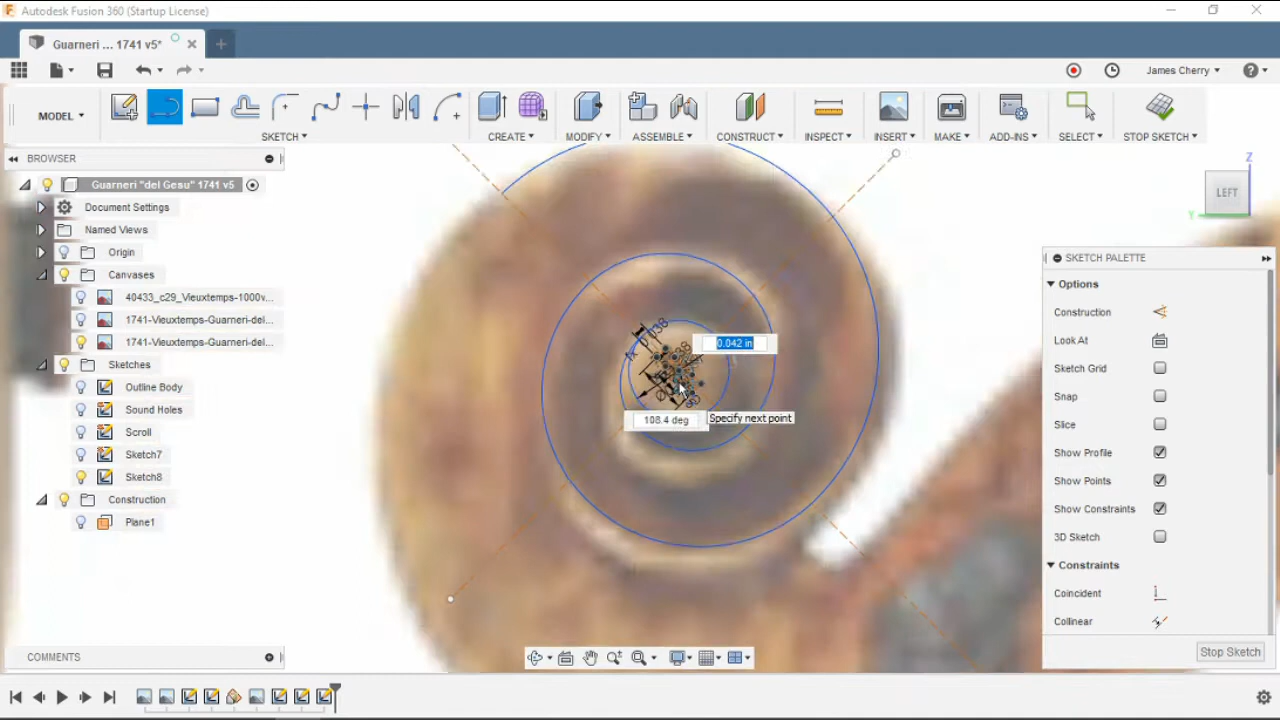 Autodesk Fusion 360 (Startup License)
Guarneri ... 1741 v5*
James Cherry
MODEL
SKETCH
CREATE
MODIFY
ASSEMBLE
CONSTRUCT
INSPECT
INSERT
MAKE
ADD-INS
SELECT
STOP SKETCH
BROWSER
Guarneri "del Gesu" 1741 v5
Document Settings
Named Views
Origin
Canvases
40433_c29_Vieuxtemps-1000v...
1741-Vieuxtemps-Guarneri-del...
1741-Vieuxtemps-Guarneri-del...
Sketches
Outline Body
Sound Holes
Scroll
Sketch7
Sketch8
Construction
Plane1
Z
LEFT
Y
0.042 in
108.4 deg
Specify next point
SKETCH PALETTE
Options
Construction
Look At
Sketch Grid
Snap
Slice
Show Profile
Show Points
Show Constraints
3D Sketch
Constraints
Coincident
Collinear
Stop Sketch
COMMENTS